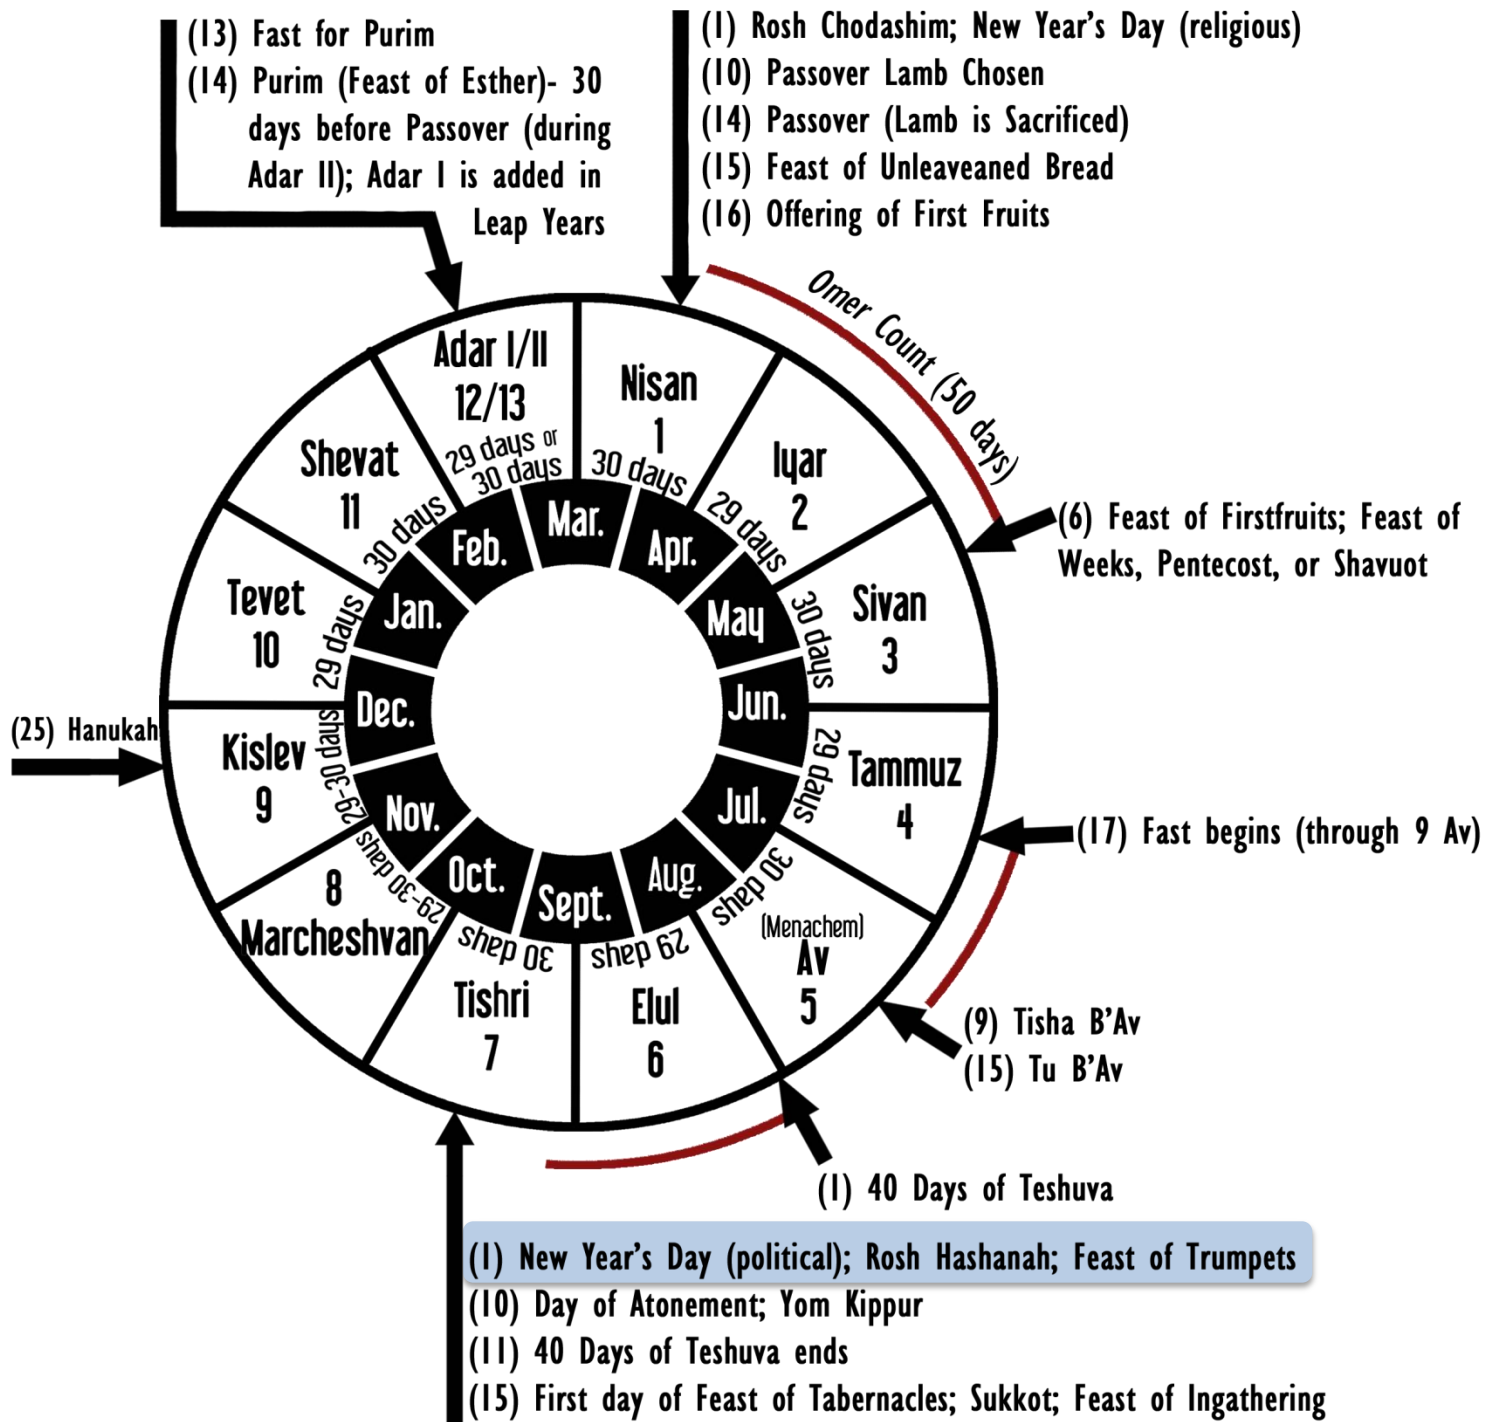 (13) Fast for Purim
(14) Purim (Feast of Esther)- 30
days before Passover (during
Adar II); Adar I is added in
Leap Years
(1) Rosh Chodashim; New Year's Day (religious)
(10) Passover Lamb Chosen
(14) Passover (Lamb is Sacrificed)
(15) Feast of Unleaveaned Bread
(16) Offering of First Fruits
Omer Count (50 days)
(6) Feast of Firstfruits; Feast of
Weeks, Pentecost, or Shavuot
(17) Fast begins (through 9 Av)
(9) Tisha B'Av
(15) Tu B'Av
(1) 40 Days of Teshuva
(1) New Year's Day (political); Rosh Hashanah; Feast of Trumpets
(10) Day of Atonement; Yom Kippur
(11) 40 Days of Teshuva ends
(15) First day of Feast of Tabernacles; Sukkot; Feast of Ingathering
(25) Hanukah
Nisan
1
30 days
Iyar
2
29 days
Sivan
3
30 days
Tammuz
4
29 days
(Menachem)
Av
5
30 days
Elul
6
29 days
Tishri
7
30 days
8
Marcheshvan
29-30 days
Kislev
9
29-30 days
Tevet
10
29 days
Shevat
11
30 days
Adar I/II
12/13
29 days or
30 days
Mar.
Apr.
May
Jun.
Jul.
Aug.
Sept.
Oct.
Nov.
Dec.
Jan.
Feb.